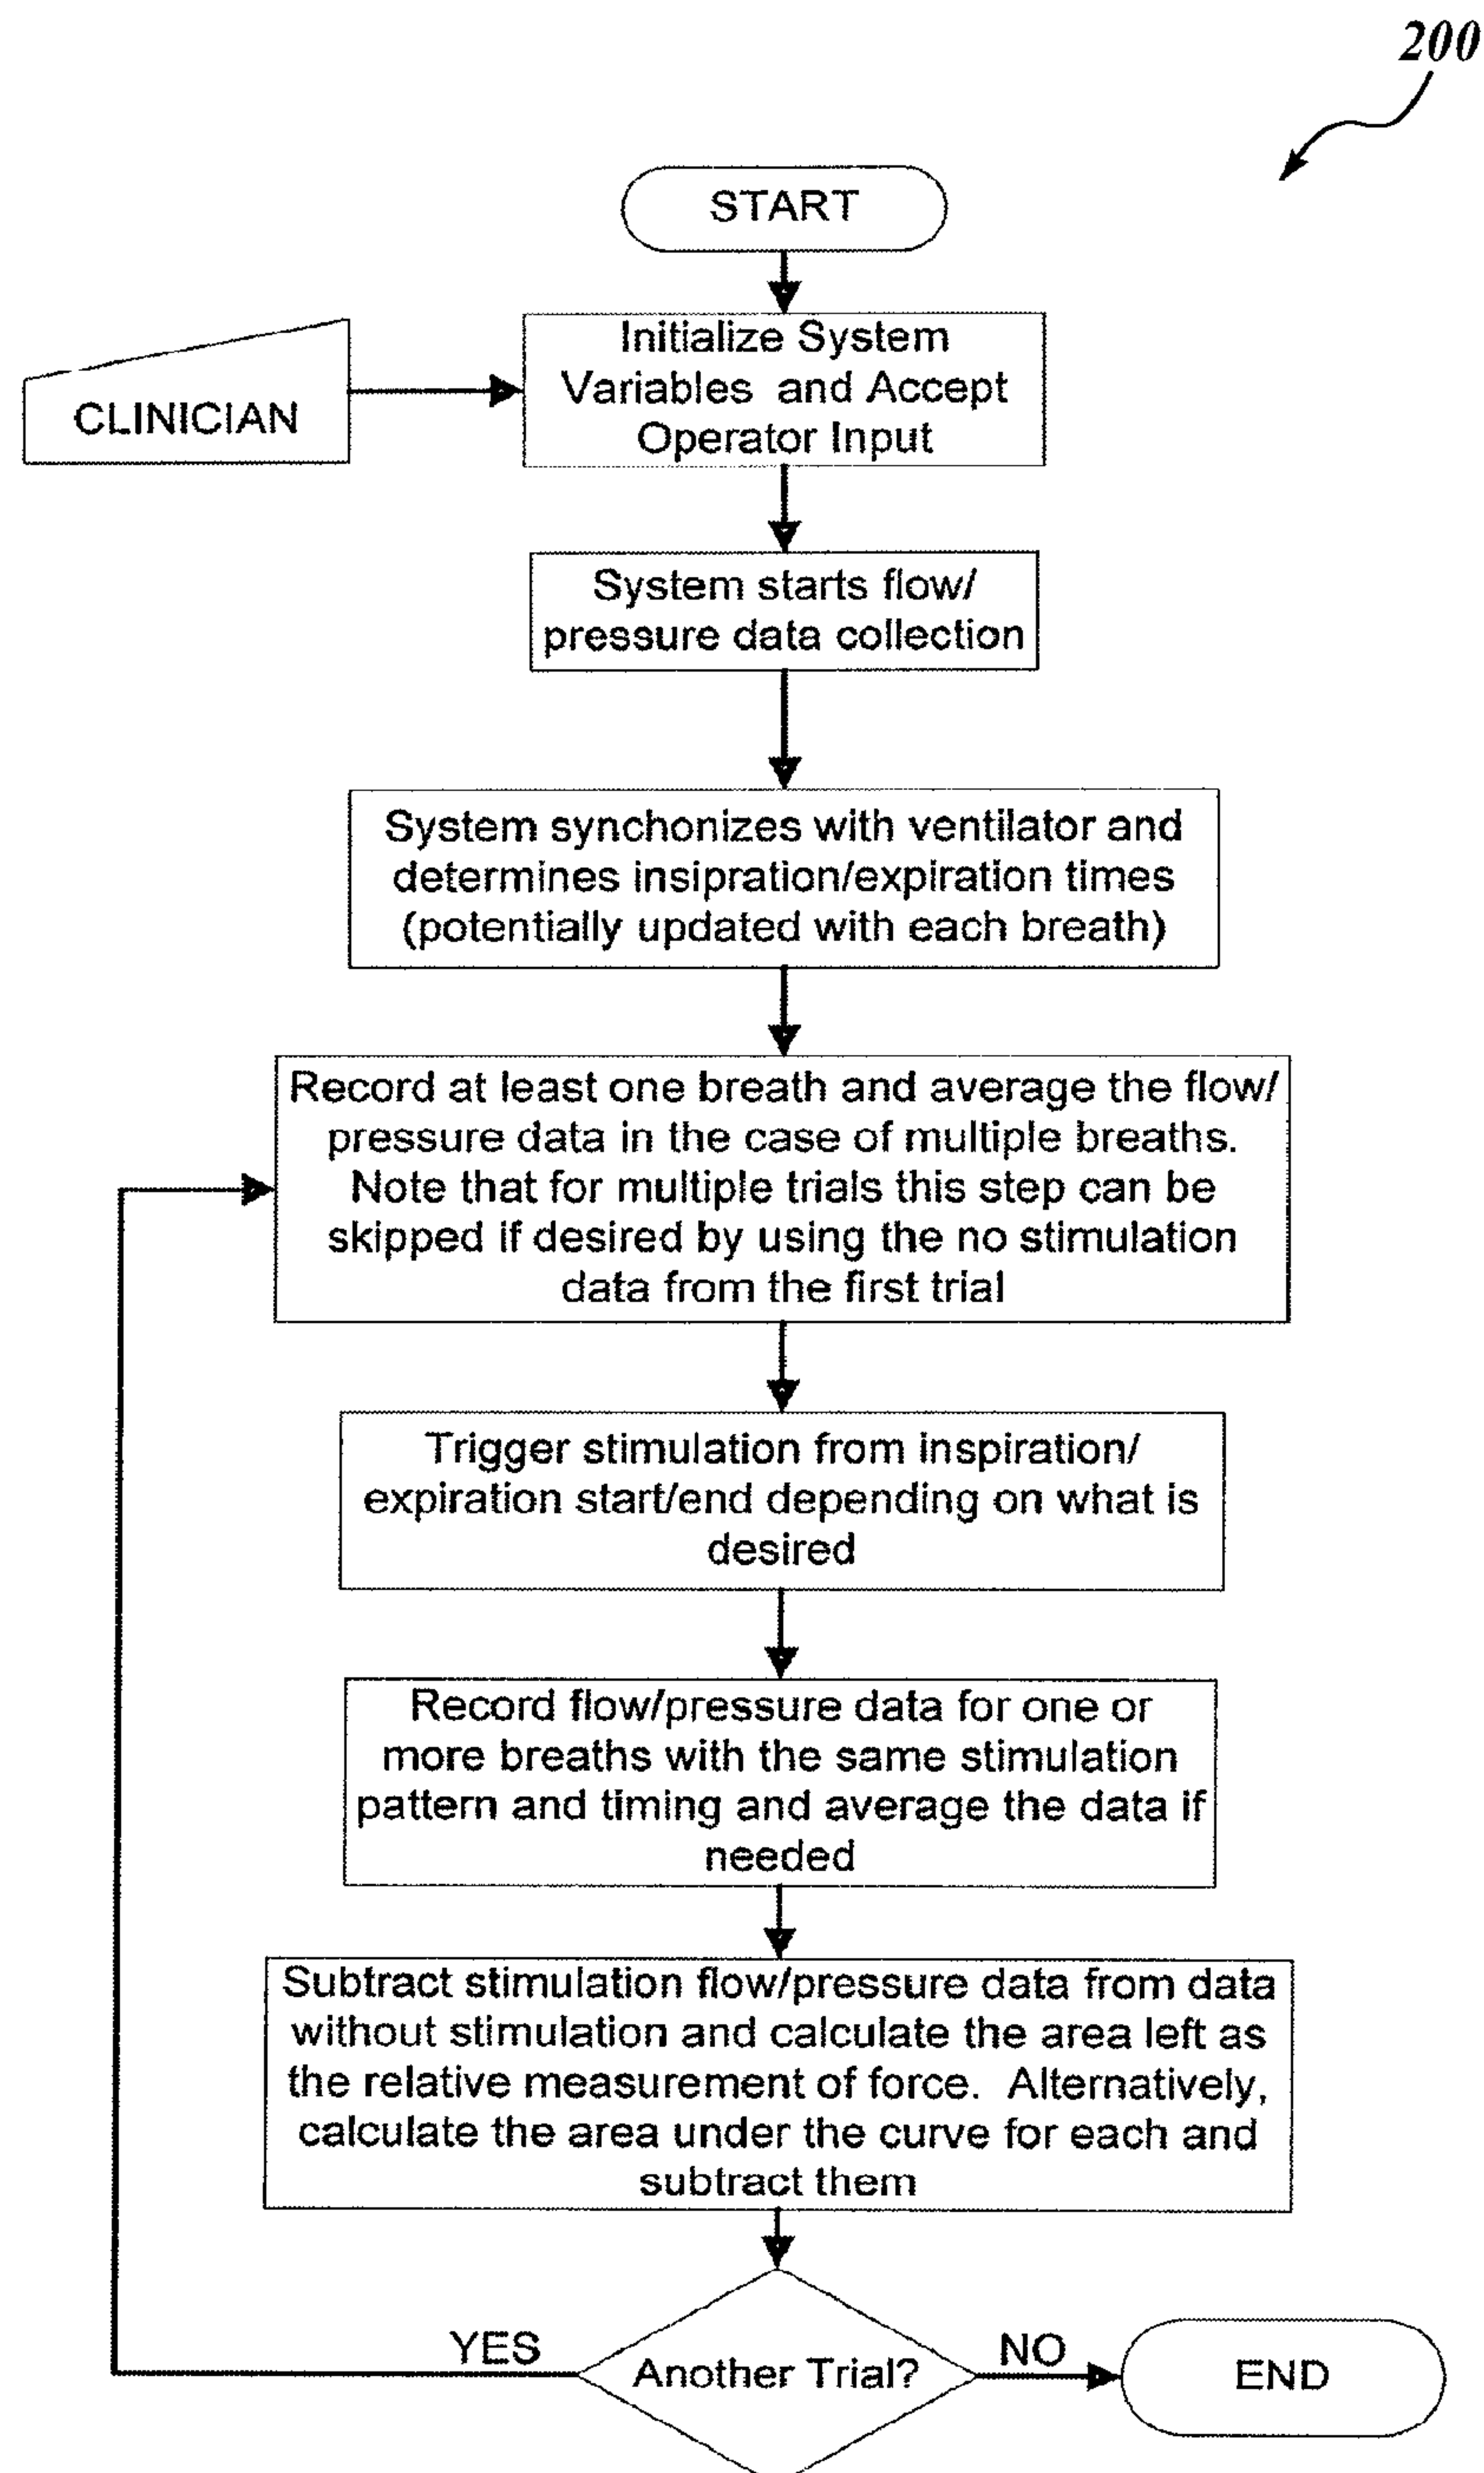 200
START
Initialize System
Variables and Accept
Operator Input
CLINICIAN
System starts flow/
pressure data collection
System synchonizes with ventilator and
determines insipration/expiration times
(potentially updated with each breath)
Record at least one breath and average the flow/
pressure data in the case of multiple breaths.
Note that for multiple trials this step can be
skipped if desired by using the no stimulation
data from the first trial
Trigger stimulation from inspiration/
expiration start/end depending on what is
desired
Record flow/pressure data for one or
more breaths with the same stimulation
pattern and timing and average the data if
needed
Subtract stimulation flow/pressure data from data
without stimulation and calculate the area left as
the relative measurement of force. Alternatively,
calculate the area under the curve for each and
subtract them
YES
Another Trial?
NO
END